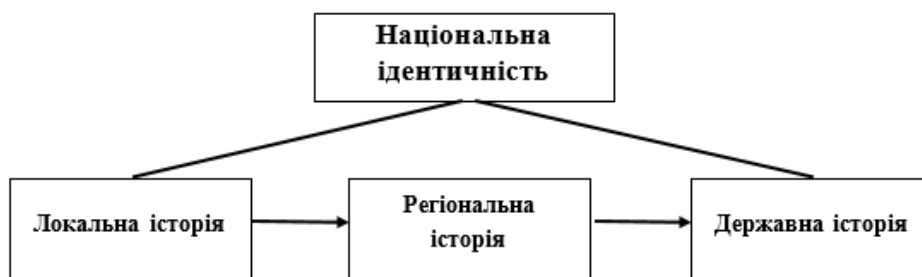 Національна
ідентичність
Локальна історія
Регіональна
історія
Державна історія